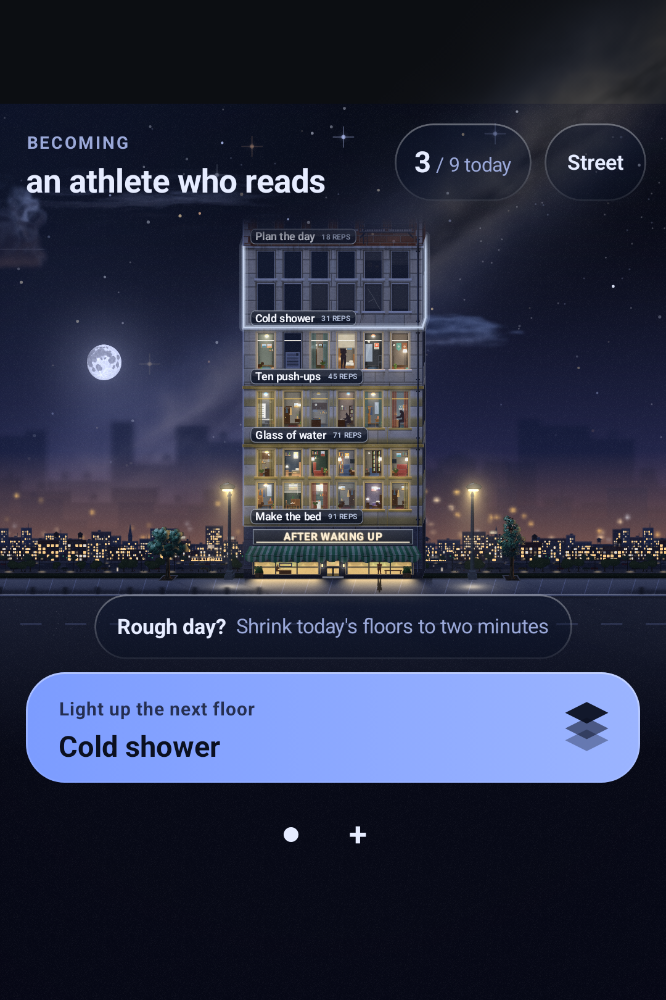 BECOMING
an athlete who reads
3 / 9 today
Street
Plan the day 18 REPS
Cold shower 31 REPS
Ten push-ups 45 REPS
Glass of water 71 REPS
Make the bed 91 REPS
AFTER WAKING UP
Rough day? Shrink today's floors to two minutes
Light up the next floor
Cold shower